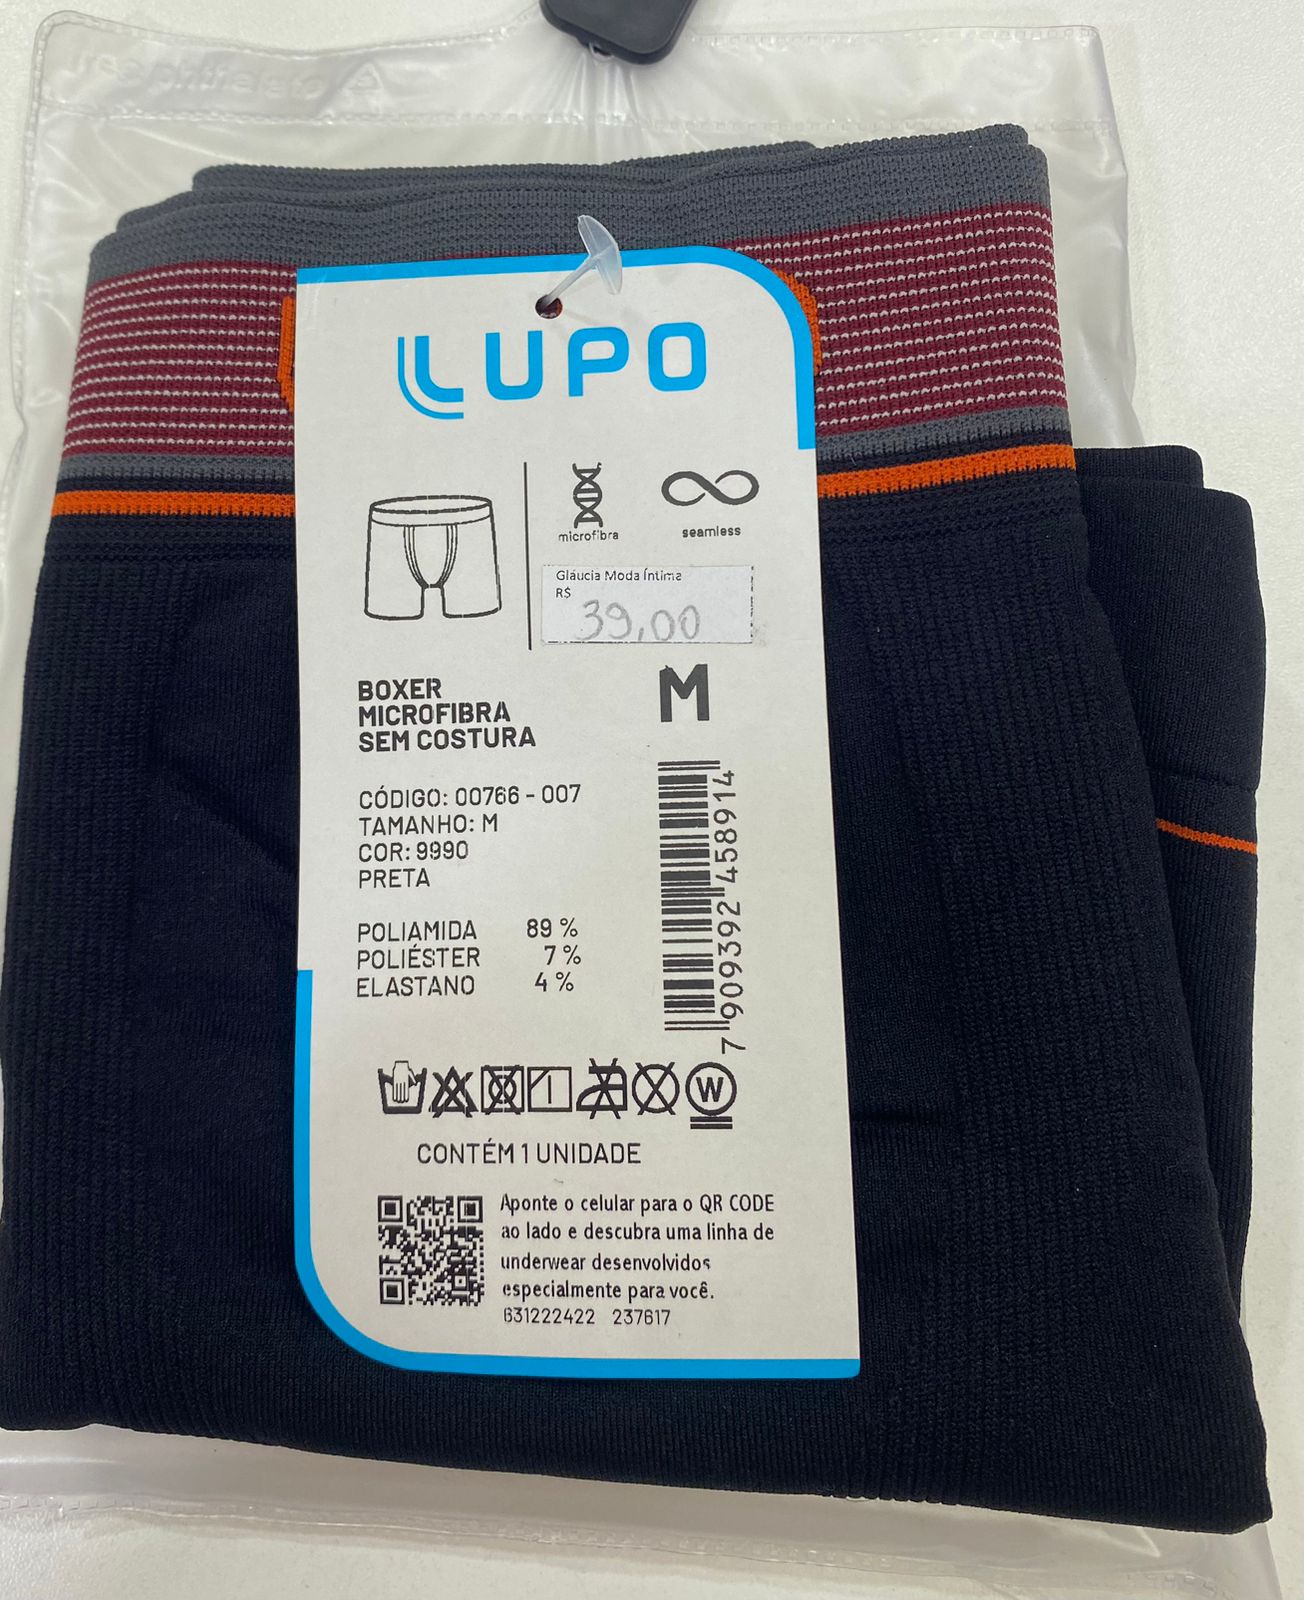 LUPO
microfibra
seamless
Gláucia Moda Íntima
R$
39,00
M
BOXER
MICROFIBRA
SEM COSTURA
CÓDIGO: 00766 - 007
TAMANHO: M
COR: 9990
PRETA
POLIAMIDA 89 %
POLIÉSTER 7 %
ELASTANO 4 %
7 909392 458914
W
CONTÉM 1 UNIDADE
Aponte o celular para o QR CODE
ao lado e descubra uma linha de
underwear desenvolvidos
especialmente para você.
631222422 237617